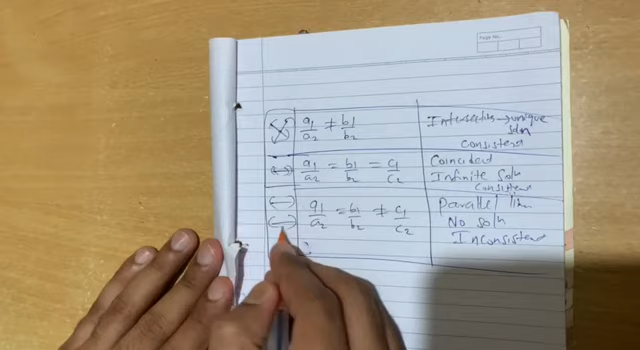 Page No.
a1/a2 ≠ b1/b2
Intersecting → unique
soln
consistent
a1/a2 = b1/b2 = c1/c2
Coincided
Infinite soln
consistent
a1/a2 = b1/b2 ≠ c1/c2
parallel line
No soln
Inconsistent